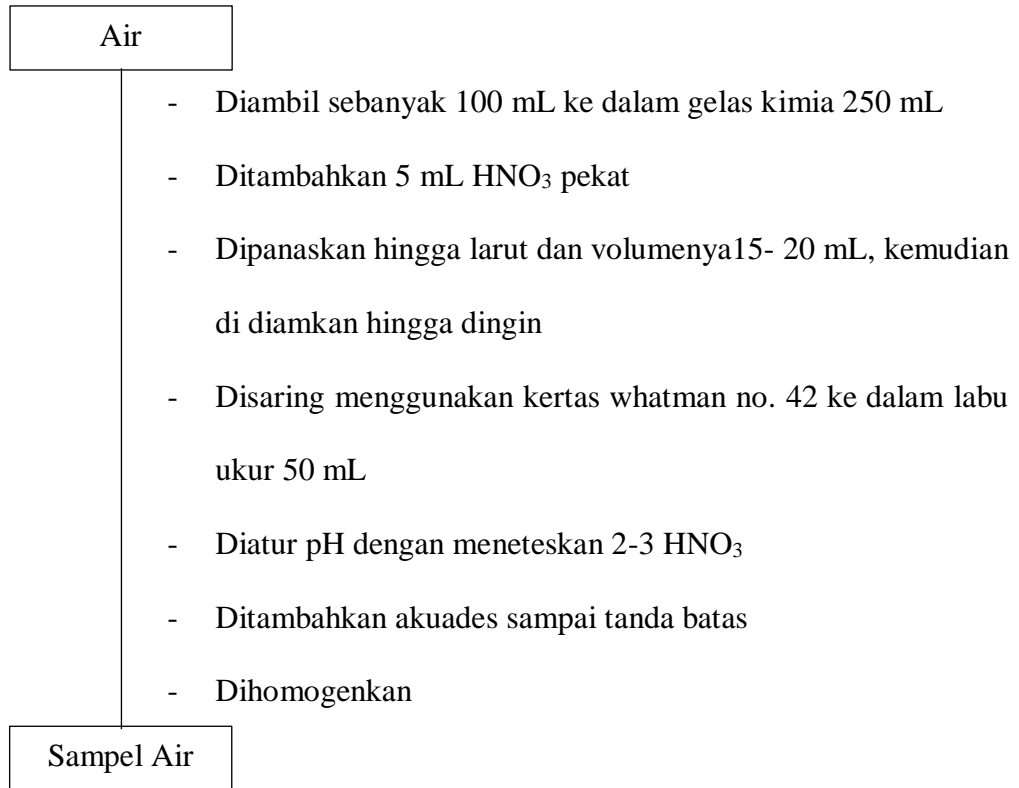 Air
- Diambil sebanyak 100 mL ke dalam gelas kimia 250 mL
- Ditambahkan 5 mL HNO₃ pekat
- Dipanaskan hingga larut dan volumenya15- 20 mL, kemudian
di diamkan hingga dingin
- Disaring menggunakan kertas whatman no. 42 ke dalam labu
ukur 50 mL
- Diatur pH dengan meneteskan 2-3 HNO₃
- Ditambahkan akuades sampai tanda batas
- Dihomogenkan
Sampel Air